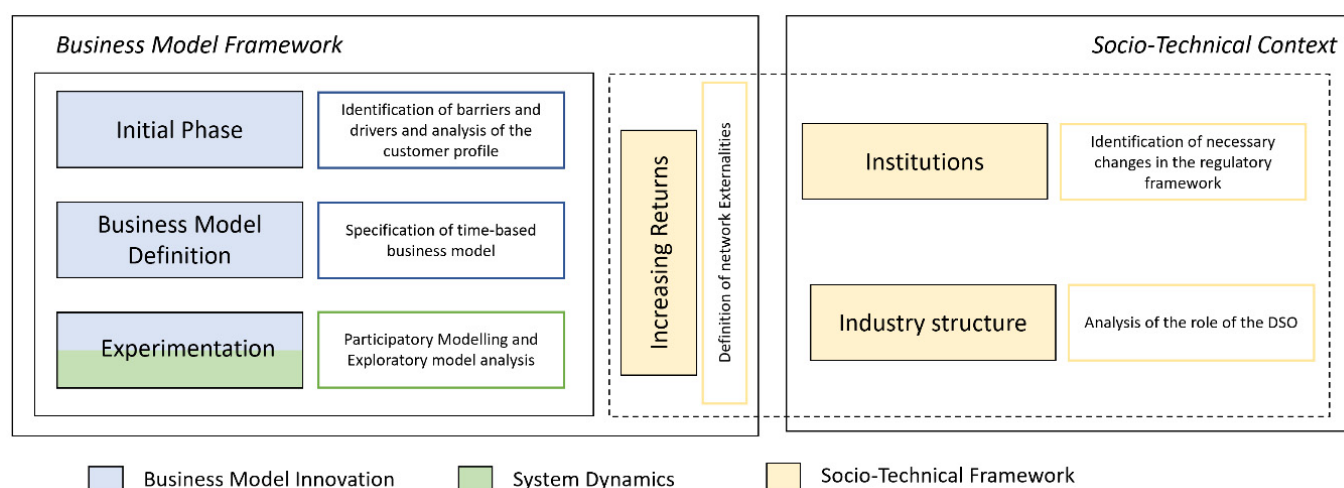 Business Model Framework
Socio-Technical Context
Initial Phase
Identification of barriers and
drivers and analysis of the
customer profile
Business Model
Definition
Specification of time-based
business model
Experimentation
Participatory Modelling and
Exploratory model analysis
Increasing Returns
Definition of network Externalities
Institutions
Identification of necessary
changes in the regulatory
framework
Industry structure
Analysis of the role of the DSO
Business Model Innovation
System Dynamics
Socio-Technical Framework